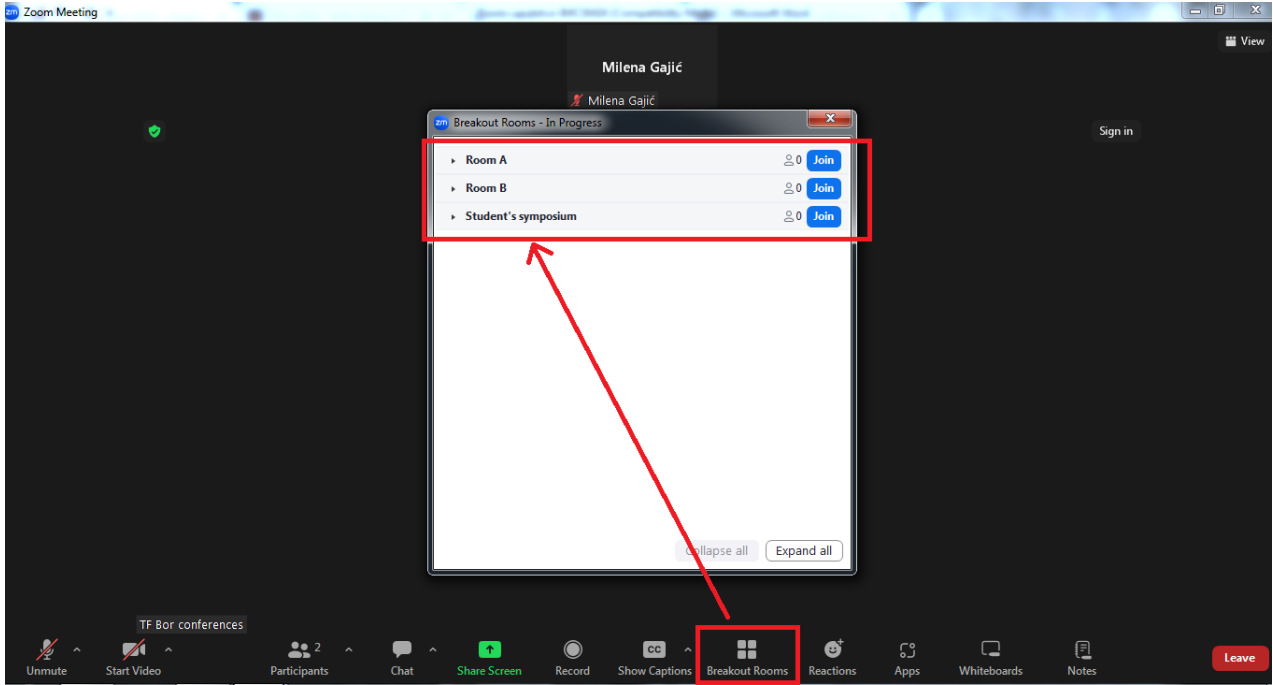 zm Zoom Meeting
View
Milena Gajić
Milena Gajić
Sign in
zm Breakout Rooms - In Progress
Room A 0 Join
Room B 0 Join
Student's symposium 0 Join
Collapse all Expand all
TF Bor conferences
2
CC
Unmute Start Video Participants Chat Share Screen Record Show Captions Breakout Rooms Reactions Apps Whiteboards Notes Leave